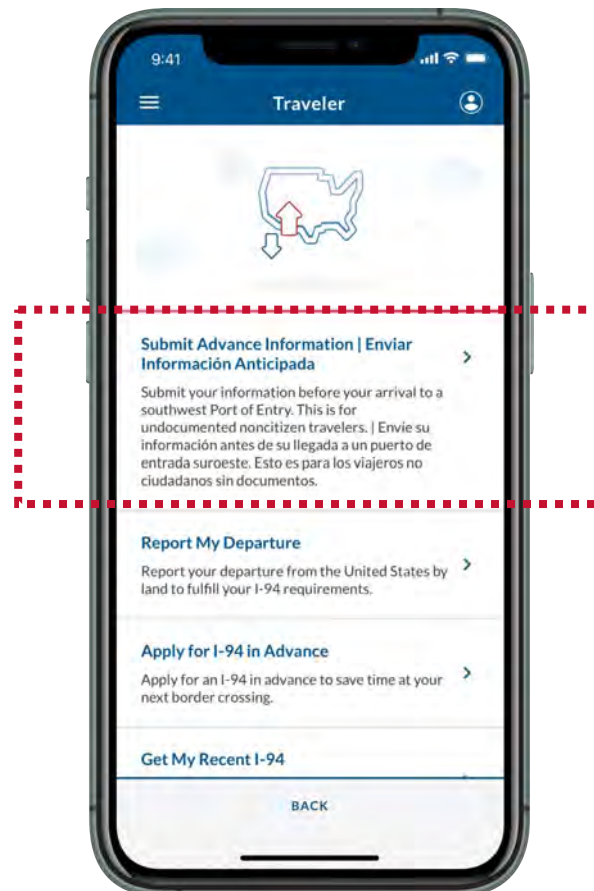 9:41
Traveler
Submit Advance Information | Enviar
Información Anticipada
Submit your information before your arrival to a
southwest Port of Entry. This is for
undocumented noncitizen travelers. | Envie su
información antes de su llegada a un puerto de
entrada suroeste. Esto es para los viajeros no
ciudadanos sin documentos.
Report My Departure
Report your departure from the United States by
land to fulfill your I-94 requirements.
Apply for I-94 in Advance
Apply for an I-94 in advance to save time at your
next border crossing.
Get My Recent I-94
BACK